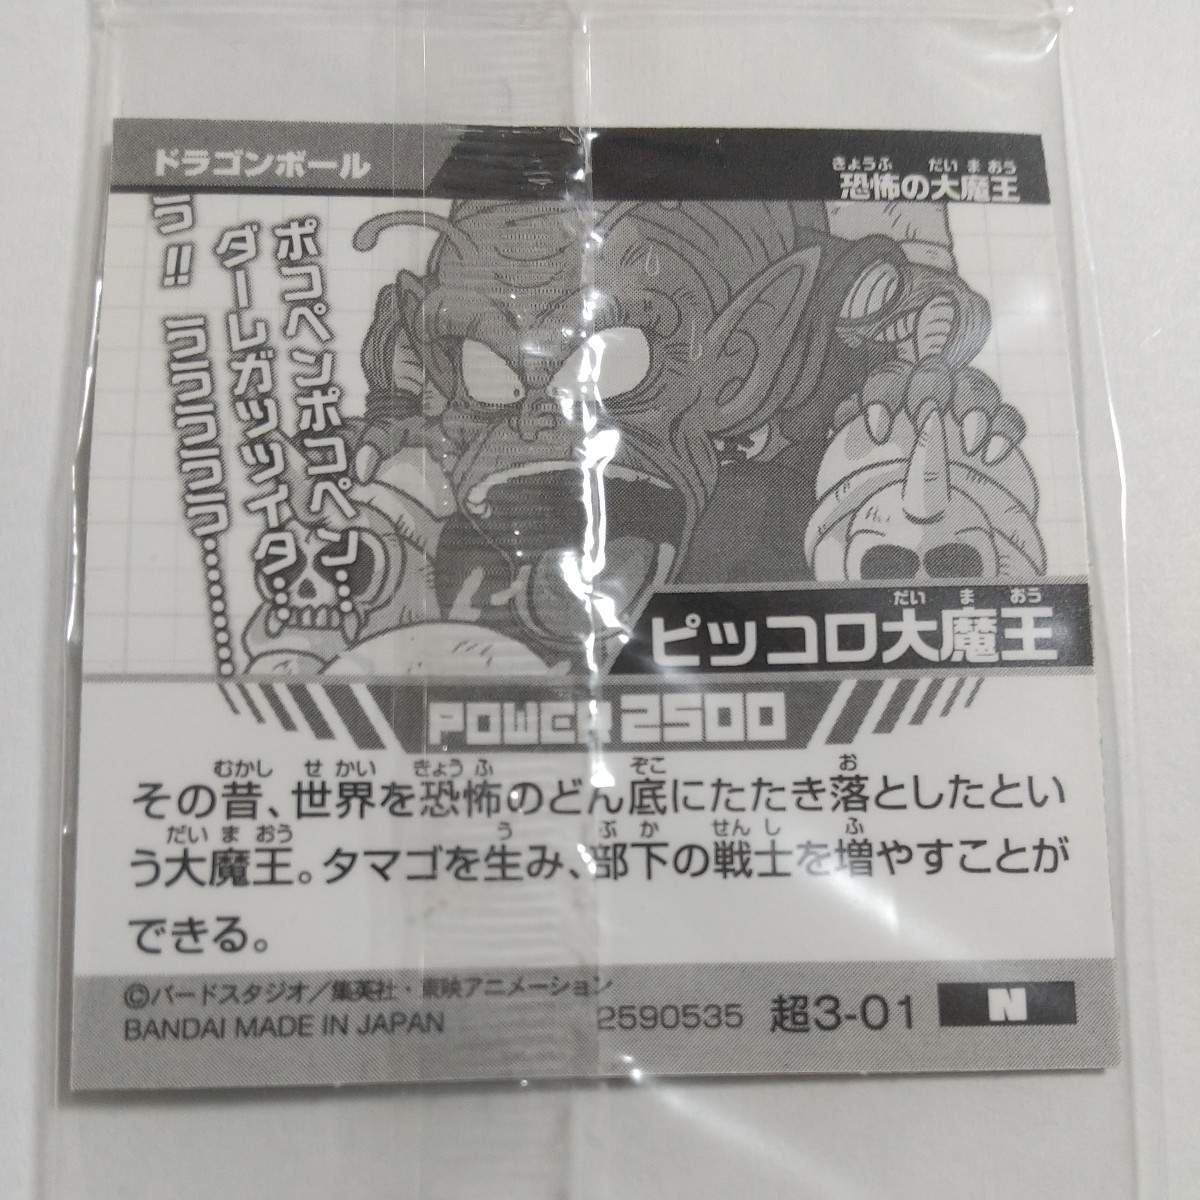 ドラゴンボール
きょうふ だいまおう
恐怖の大魔王
ポコペンポコペン…
ダーレガツツイタ…
う!! ラララララ…………
だい ま おう
ピッコロ大魔王
POWER 2500
むかし せ かい きょう ふ ぞこ お
その昔、世界を恐怖のどん底にたたき落としたとい
だい ま おう う ぶ か せん し ふ
う大魔王。タマゴを生み、部下の戦士を増やすことが
できる。
©バードスタジオ/集英社・東映アニメーション
BANDAI MADE IN JAPAN
2590535 超3-01 N